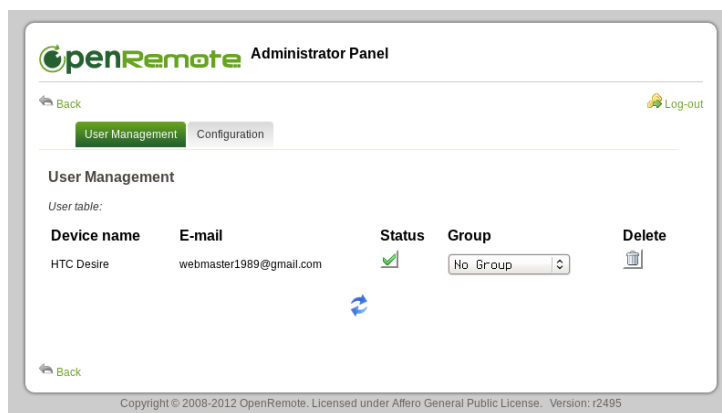 OpenRemote Administrator Panel
Back Log-out
User Management Configuration
User Management
User table:
Device name E-mail Status Group Delete
HTC Desire webmaster1989@gmail.com No Group
Back
Copyright © 2008-2012 OpenRemote. Licensed under Affero General Public License. Version: r2495